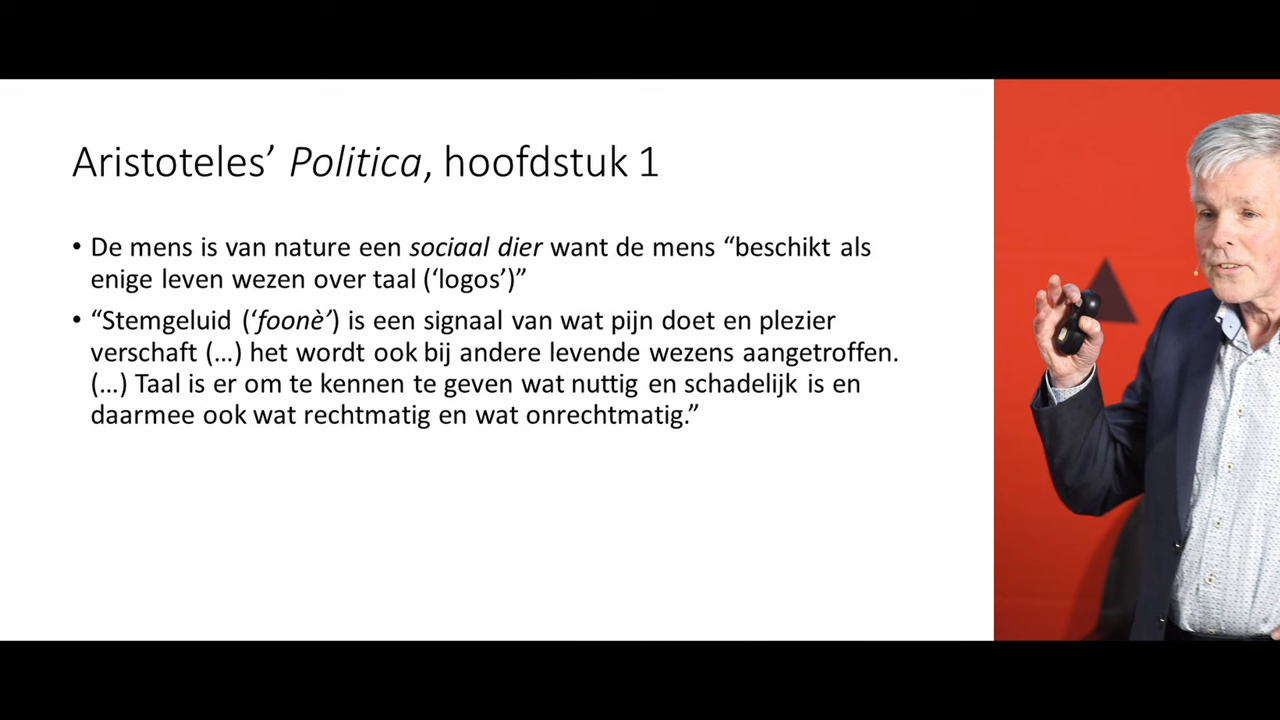 Aristoteles’ Politica, hoofdstuk 1
• De mens is van nature een sociaal dier want de mens “beschikt als
enige leven wezen over taal (‘logos’)”
• “Stemgeluid (‘foonè’) is een signaal van wat pijn doet en plezier
verschaft (…) het wordt ook bij andere levende wezens aangetroffen.
(…) Taal is er om te kennen te geven wat nuttig en schadelijk is en
daarmee ook wat rechtmatig en wat onrechtmatig.”